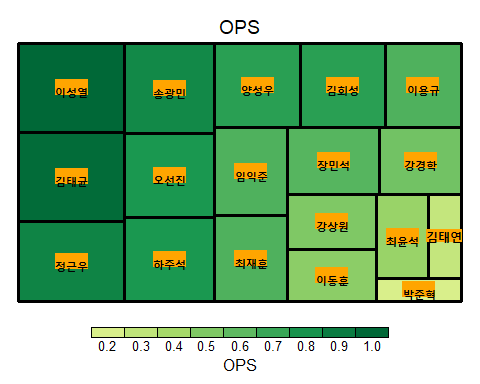 OPS
이성열
송광민
양성우
김회성
이용규
김태균
오선진
임익준
장민석
강경학
정근우
하주석
최재훈
강상원
이동훈
최윤석
김태연
박준혁
0.2 0.3 0.4 0.5 0.6 0.7 0.8 0.9 1.0
OPS